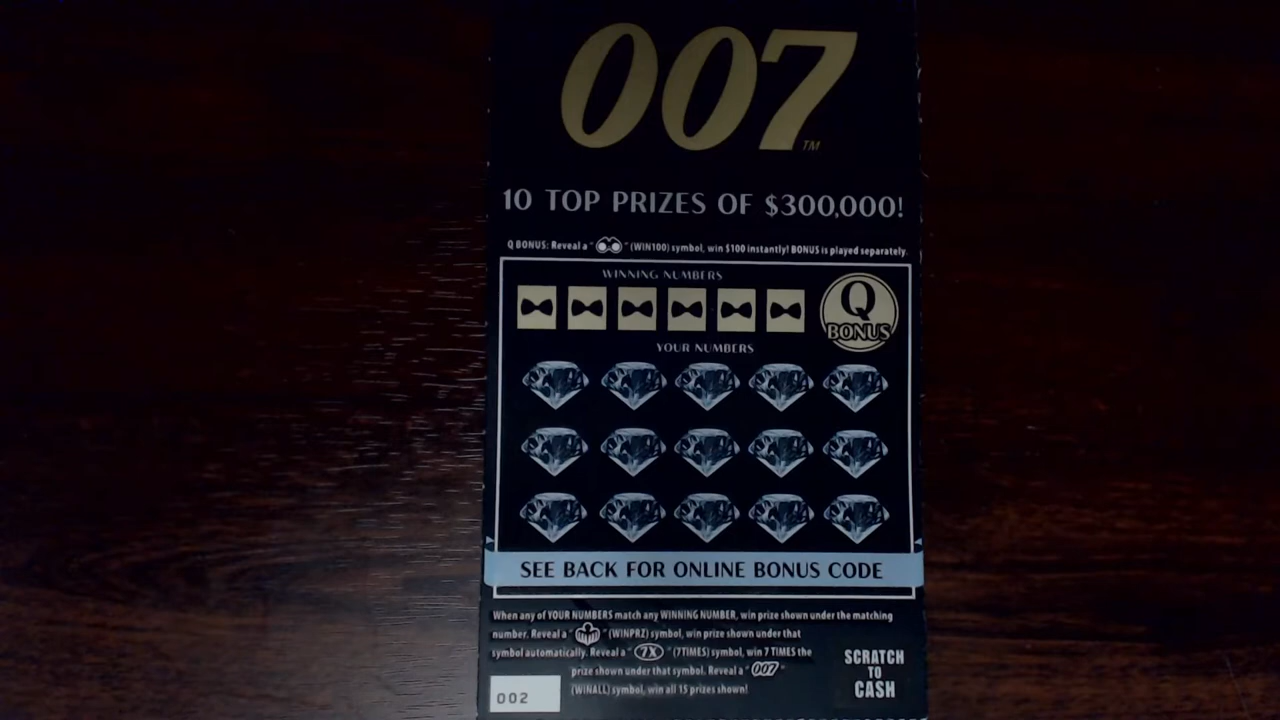 007™
10 TOP PRIZES OF $300,000!
Q BONUS: Reveal a " " (WIN100) symbol, win $100 instantly! BONUS is played separately.
WINNING NUMBERS
Q
BONUS
YOUR NUMBERS
SEE BACK FOR ONLINE BONUS CODE
When any of YOUR NUMBERS match any WINNING NUMBER, win prize shown under the matching
number. Reveal a " " (WINPRZ) symbol, win prize shown under that
symbol automatically. Reveal a "7X" (7TIMES) symbol, win 7 TIMES the
prize shown under that symbol. Reveal a "007"
(WINALL) symbol, win all 15 prizes shown!
SCRATCH
TO
CASH
002